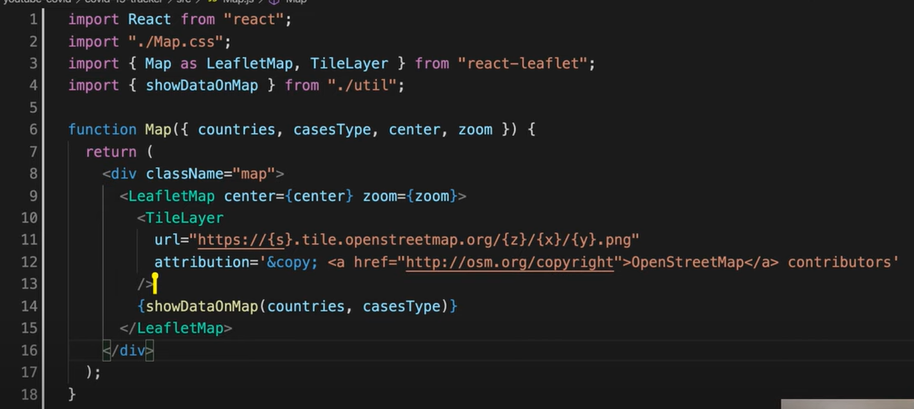 youtube-covid > covid-19-tracker > src > Map.js > Map
1 import React from "react";
2 import "./Map.css";
3 import { Map as LeafletMap, TileLayer } from "react-leaflet";
4 import { showDataOnMap } from "./util";
5
6 function Map({ countries, casesType, center, zoom }) {
7 return (
8 <div className="map">
9 <LeafletMap center={center} zoom={zoom}>
10 <TileLayer
11 url="https://{s}.tile.openstreetmap.org/{z}/{x}/{y}.png"
12 attribution='&copy; <a href="http://osm.org/copyright">OpenStreetMap</a> contributors'
13 />
14 {showDataOnMap(countries, casesType)}
15 </LeafletMap>
16 </div>
17 );
18 }